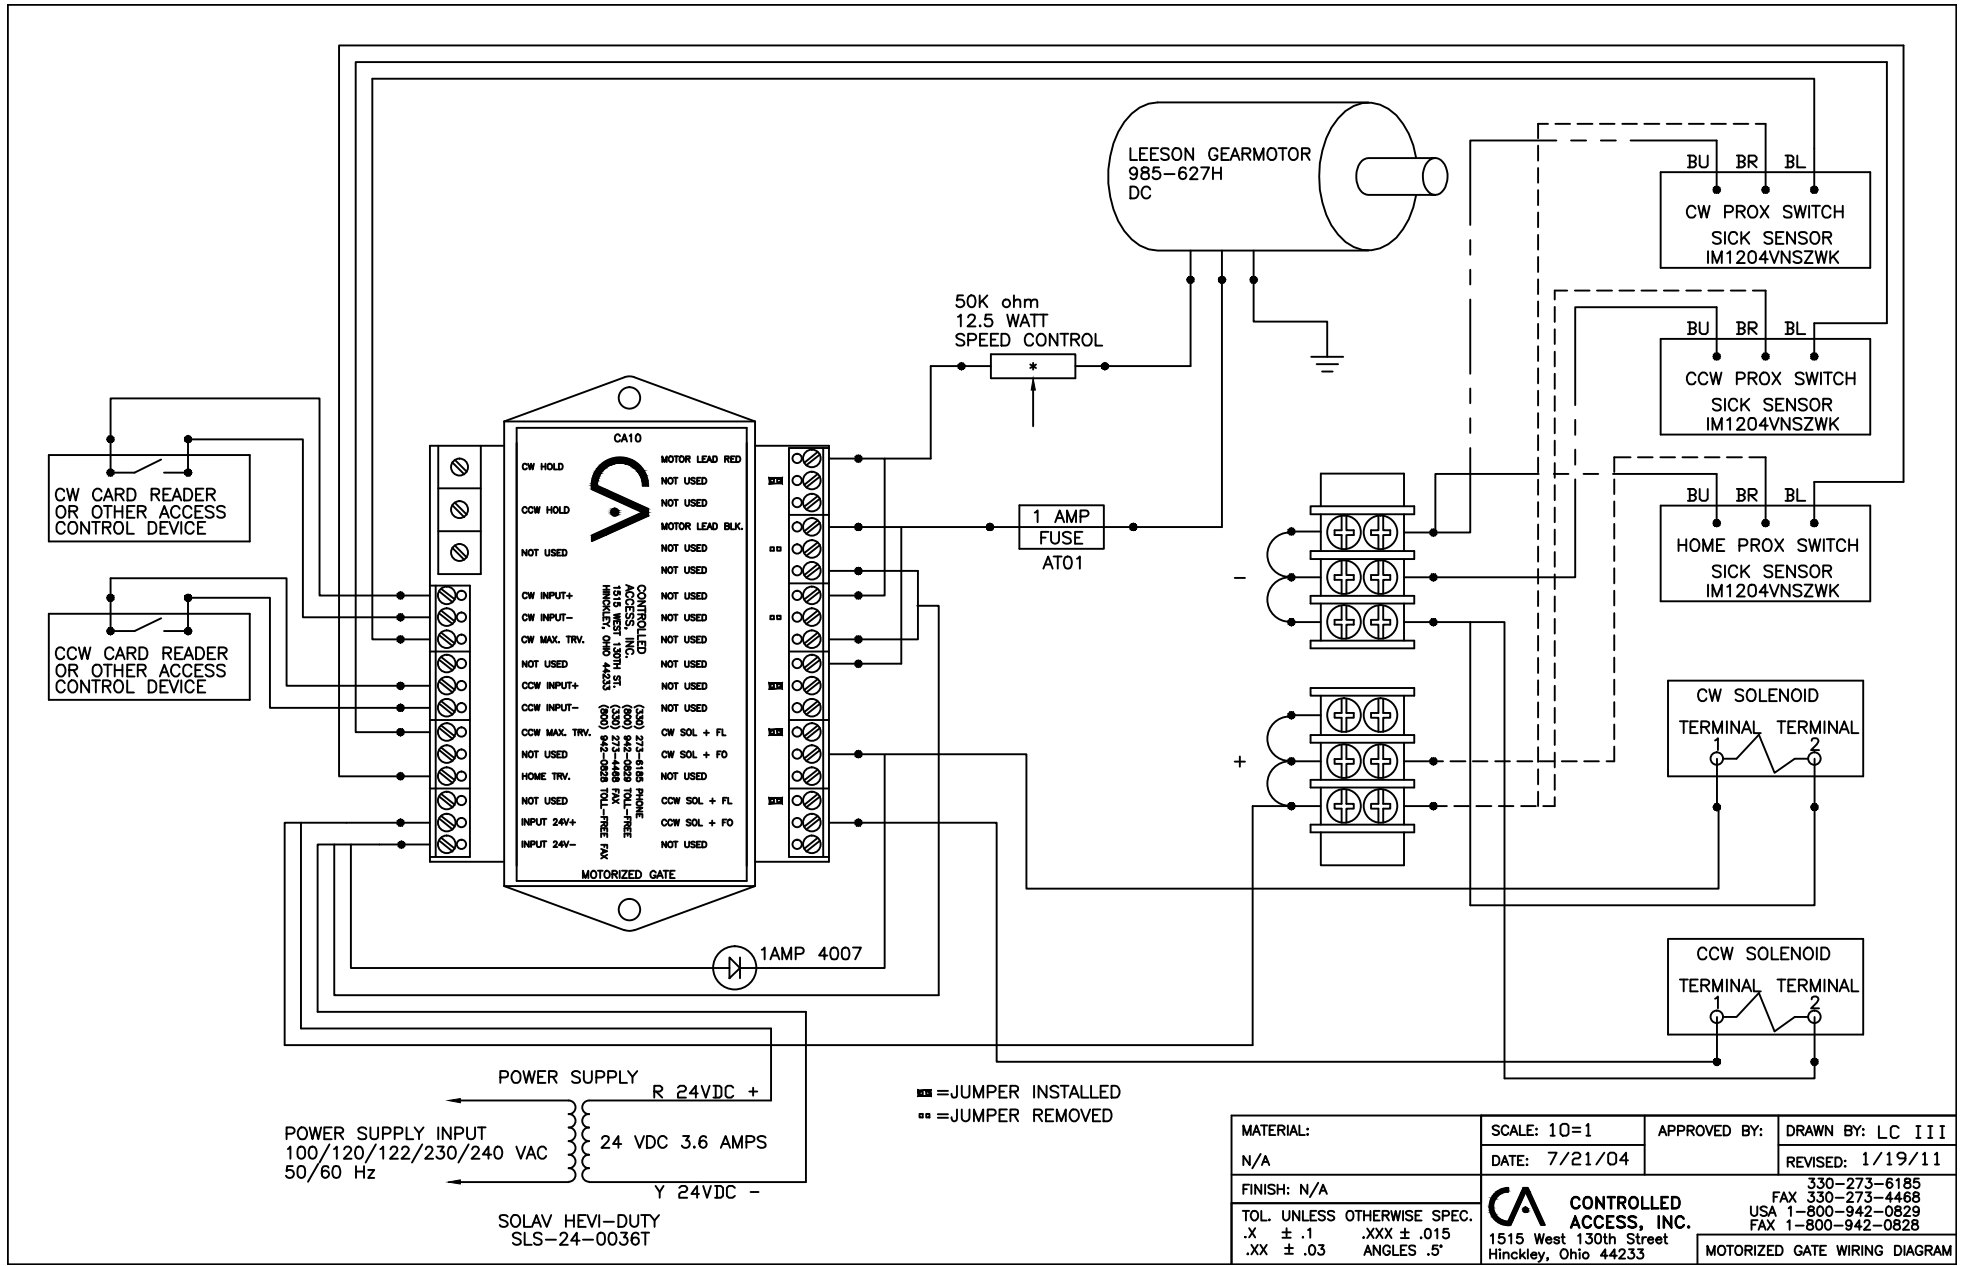 LEESON GEARMOTOR
985-627H
DC
BU BR BL
CW PROX SWITCH
SICK SENSOR
IM1204VNSZWK
BU BR BL
CCW PROX SWITCH
SICK SENSOR
IM1204VNSZWK
BU BR BL
HOME PROX SWITCH
SICK SENSOR
IM1204VNSZWK
50K ohm
12.5 WATT
SPEED CONTROL
*
1 AMP
FUSE
AT01
-
+
CW CARD READER
OR OTHER ACCESS
CONTROL DEVICE
CCW CARD READER
OR OTHER ACCESS
CONTROL DEVICE
CA10
CW HOLD
CCW HOLD
NOT USED
CW INPUT+
CW INPUT-
CW MAX. TRV.
NOT USED
CCW INPUT+
CCW INPUT-
CCW MAX. TRV.
NOT USED
HOME TRV.
NOT USED
INPUT 24V+
INPUT 24V-
MOTOR LEAD RED
NOT USED
NOT USED
MOTOR LEAD BLK.
NOT USED
NOT USED
NOT USED
NOT USED
NOT USED
NOT USED
NOT USED
NOT USED
CW SOL + FL
CW SOL + FO
NOT USED
CCW SOL + FL
CCW SOL + FO
NOT USED
CONTROLLED
ACCESS, INC.
1515 WEST 130TH ST.
HINCKLEY, OHIO 44233
(330) 273-6185 PHONE
(800) 942-0829 TOLL-FREE
(330) 273-4468 FAX
(800) 942-0828 TOLL-FREE FAX
MOTORIZED GATE
CW SOLENOID
TERMINAL TERMINAL
1 2
CCW SOLENOID
TERMINAL TERMINAL
1 2
1AMP 4007
POWER SUPPLY
R 24VDC +
POWER SUPPLY INPUT
100/120/122/230/240 VAC
50/60 Hz
24 VDC 3.6 AMPS
Y 24VDC -
SOLAV HEVI-DUTY
SLS-24-0036T
=JUMPER INSTALLED
=JUMPER REMOVED
MATERIAL:
N/A
FINISH: N/A
TOL. UNLESS OTHERWISE SPEC.
.X ± .1 .XXX ± .015
.XX ± .03 ANGLES .5°
SCALE: 10=1
DATE: 7/21/04
APPROVED BY:
DRAWN BY: LC III
REVISED: 1/19/11
CA
CONTROLLED
ACCESS, INC.
1515 West 130th Street
Hinckley, Ohio 44233
330-273-6185
FAX 330-273-4468
USA 1-800-942-0829
FAX 1-800-942-0828
MOTORIZED GATE WIRING DIAGRAM